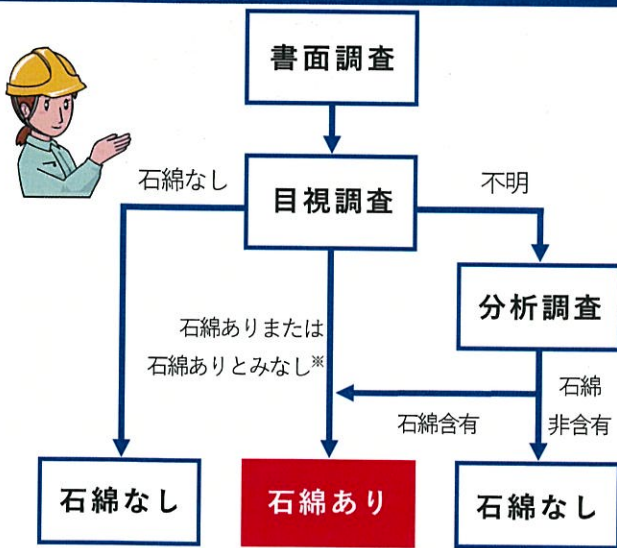 書面調査
石綿なし
目視調査
不明
分析調査
石綿ありまたは
石綿ありとみなし※
石綿含有
石綿
非含有
石綿なし
石綿あり
石綿なし